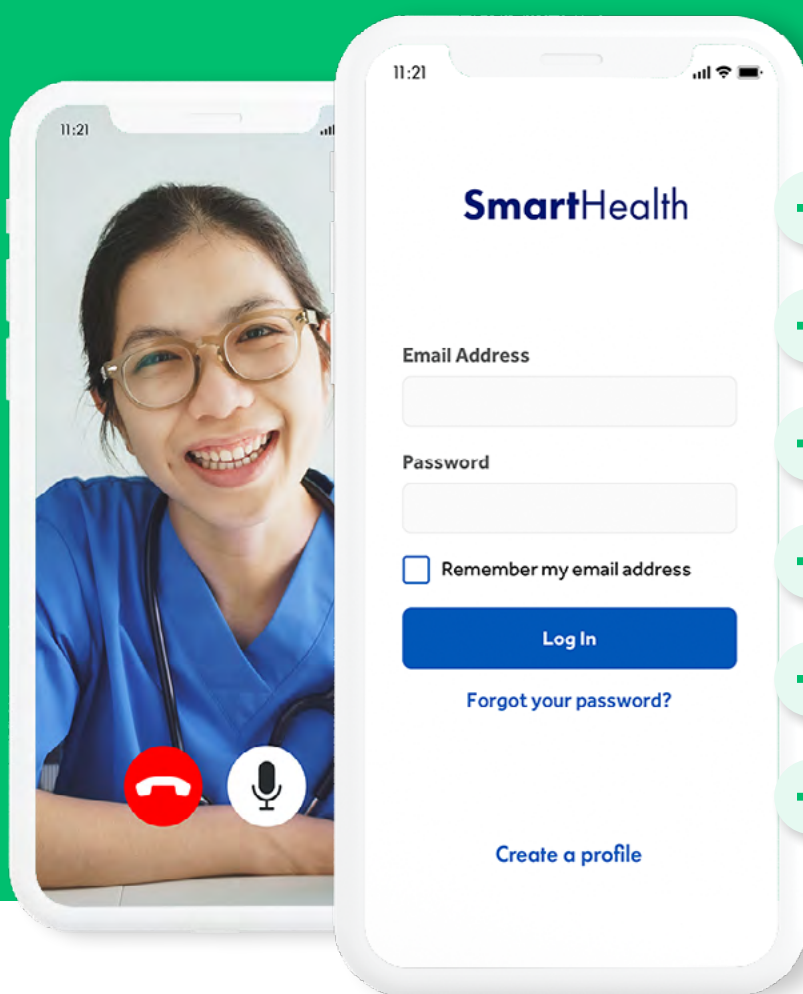 11:21
11:21
SmartHealth
Email Address
Password
Remember my email address
Log In
Forgot your password?
Create a profile